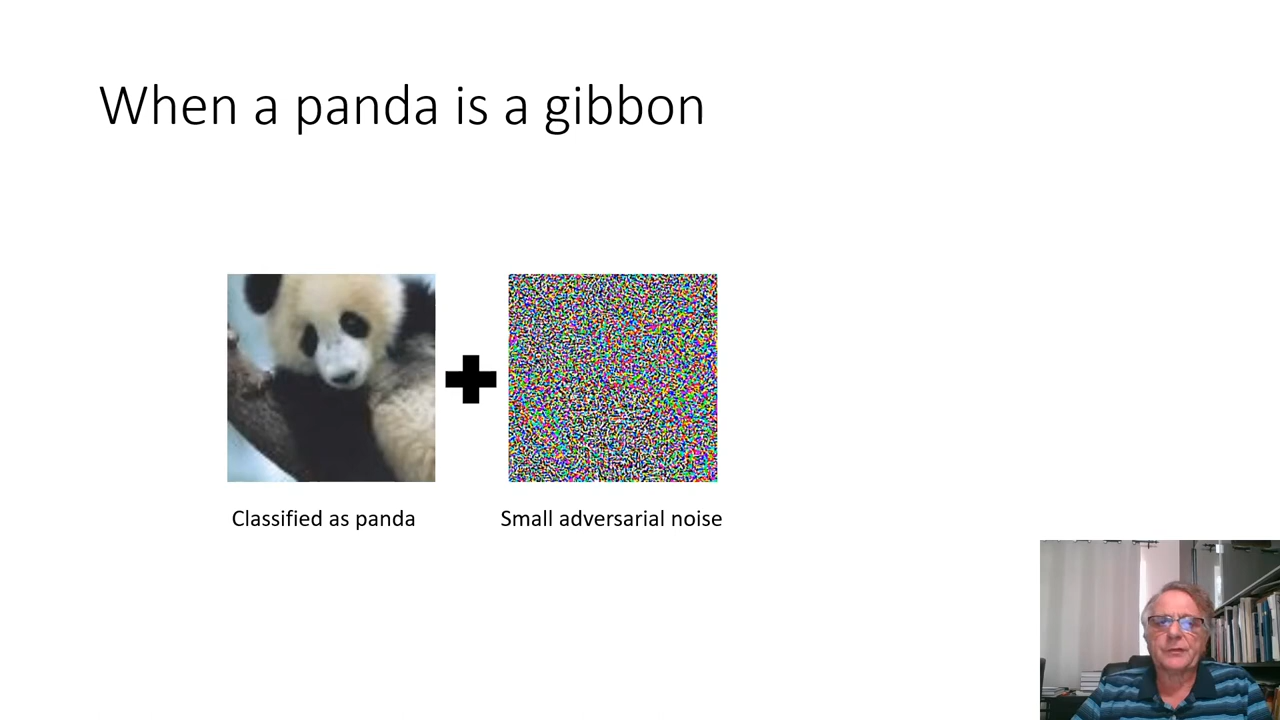 When a panda is a gibbon
Classified as panda
Small adversarial noise